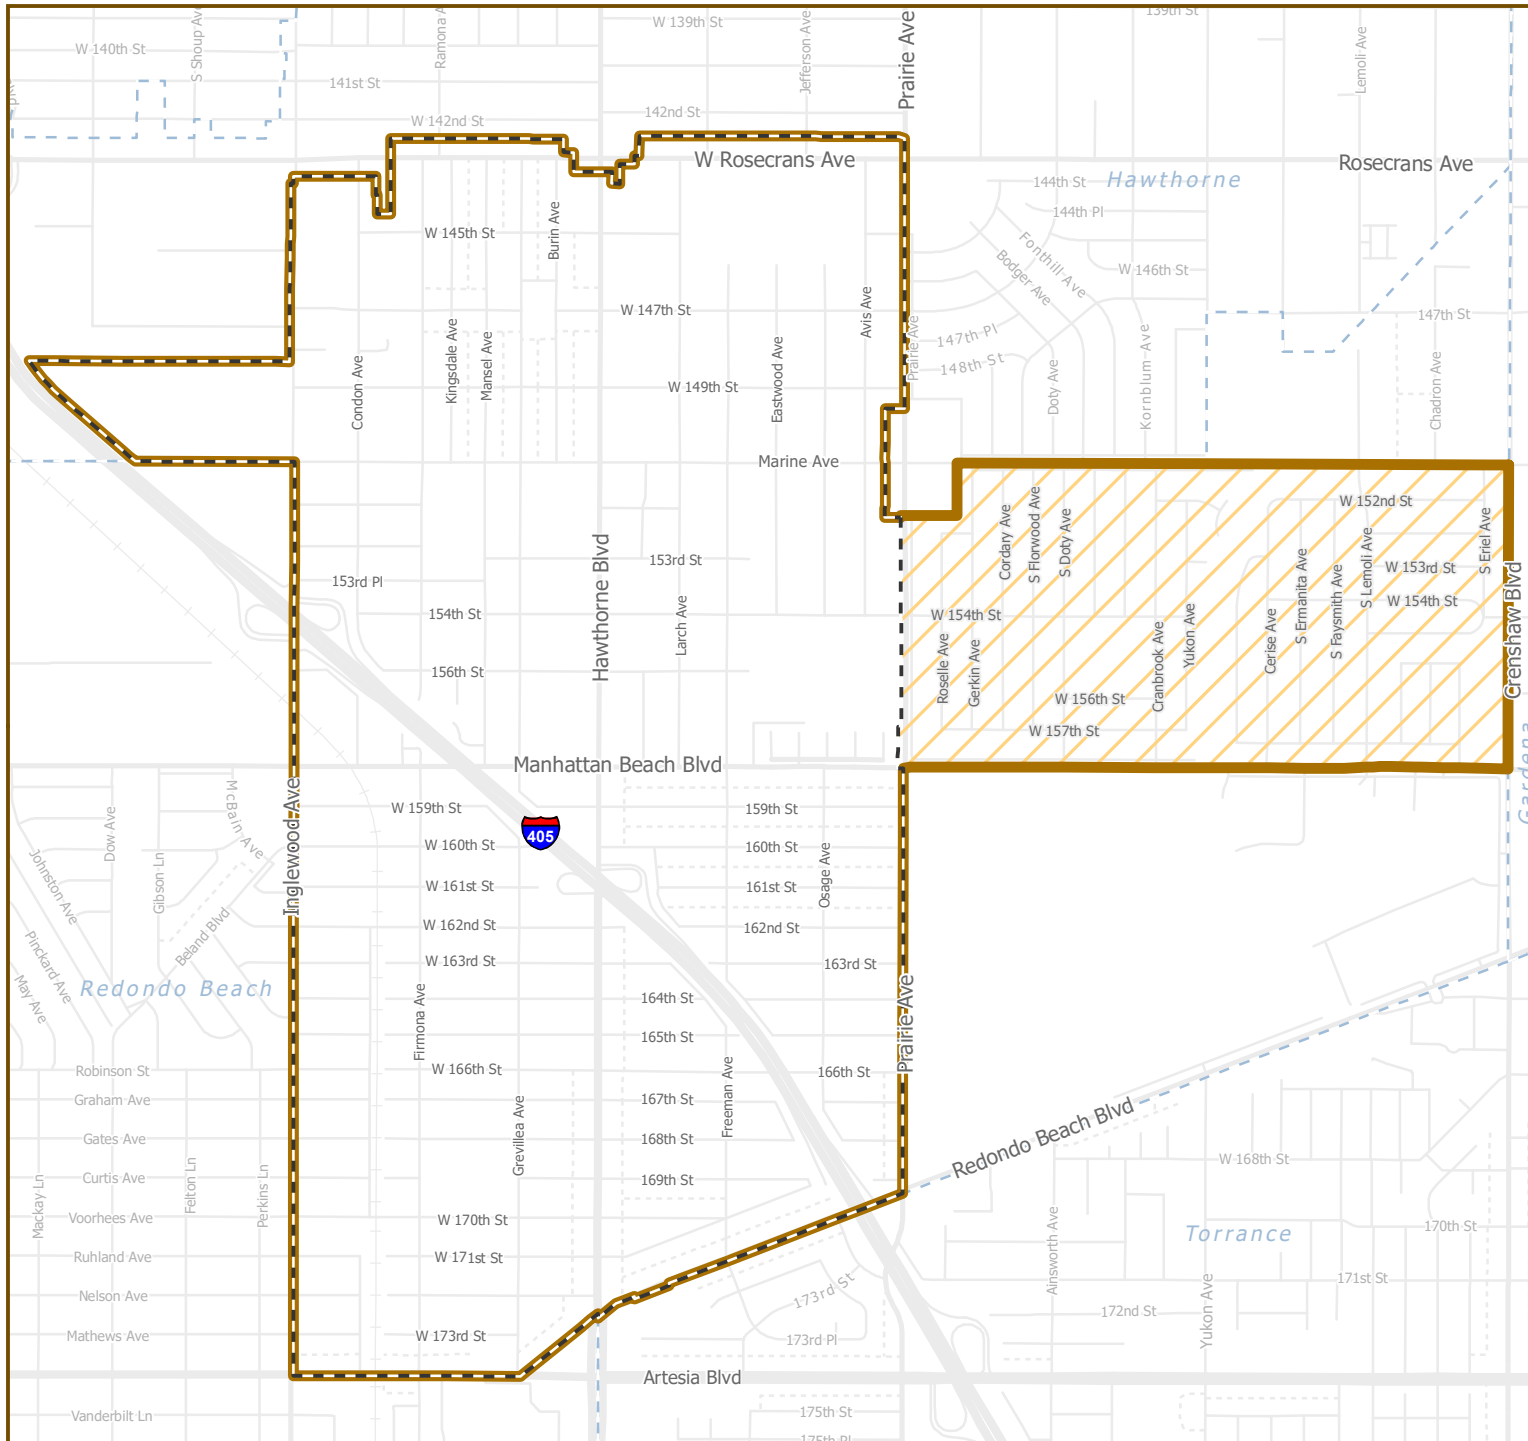 139th St
W 139th St
W 140th St
S Shoup Ave
Ramona A
Jefferson Ave
Prairie Ave
Lemoli Ave
141st St
142nd St
W 142nd St
W Rosecrans Ave
Rosecrans Ave
Hawthorne
144th St
144th Pl
Burin Ave
W 145th St
Fonthill Ave
Bodger Ave
W 146th St
Avis Ave
W 147th St
147th St
147th Pl
148th St
Prairie Ave
Kornblum Ave
Kingsdale Ave
Mansel Ave
Condon Ave
Eastwood Ave
W 149th St
Doty Ave
Chadron Ave
Marine Ave
W 152nd St
Cordary Ave
S Florwood Ave
S Doty Ave
S Eriel Ave
153rd St
S Lemoli Ave
W 153rd St
153rd Pl
Hawthorne Blvd
S Ermanita Ave
S Faysmith Ave
W 154th St
Crenshaw Blvd
154th St
Larch Ave
W 154th St
Yukon Ave
Cerise Ave
156th St
Roselle Ave
Gerkin Ave
Cranbrook Ave
W 156th St
W 157th St
Gardena
Manhattan Beach Blvd
McBain Ave
Dow Ave
Inglewood Ave
W 159th St
159th St
405
W 160th St
160th St
Johnston Ave
Gibson Ln
W 161st St
161st St
Osage Ave
Beland Blvd
W 162nd St
162nd St
Pinckard Ave
W 163rd St
163rd St
May Ave
Redondo Beach
164th St
Firmona Ave
Prairie Ave
165th St
Robinson St
W 166th St
166th St
Graham Ave
167th St
Freeman Ave
Grevillea Ave
Redondo Beach Blvd
Gates Ave
168th St
W 168th St
Curtis Ave
169th St
Mackay Ln
Felton Ln
Perkins Ln
Voorhees Ave
W 170th St
170th St
Torrance
Ainsworth Ave
Ruhland Ave
W 171st St
171st St
Nelson Ave
173rd St
172nd St
Yukon Ave
Mathews Ave
W 173rd St
173rd Pl
Artesia Blvd
Vanderbilt Ln
175th St
175th Pl